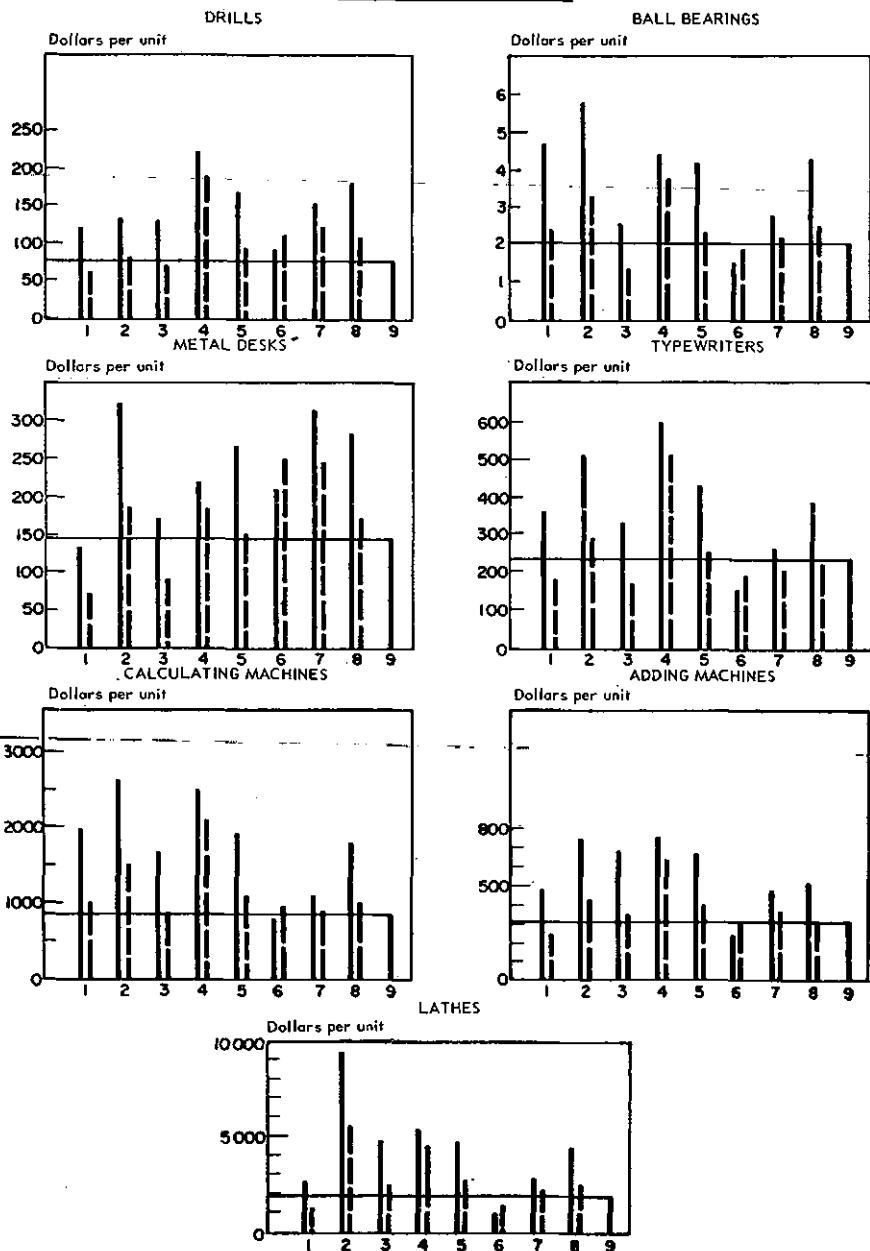 DRILLS
Dollars per unit
250
200
150
100
50
0
1 2 3 4 5 6 7 8 9
BALL BEARINGS
Dollars per unit
6
5
4
3
2
1
0
1 2 3 4 5 6 7 8 9
METAL DESKS
Dollars per unit
300
250
200
150
100
50
0
1 2 3 4 5 6 7 8 9
TYPEWRITERS
Dollars per unit
600
500
400
300
200
100
0
1 2 3 4 5 6 7 8 9
CALCULATING MACHINES
Dollars per unit
3000
2000
1000
0
1 2 3 4 5 6 7 8 9
ADDING MACHINES
Dollars per unit
800
500
0
1 2 3 4 5 6 7 8 9
LATHES
Dollars per unit
10000
5000
0
1 2 3 4 5 6 7 8 9